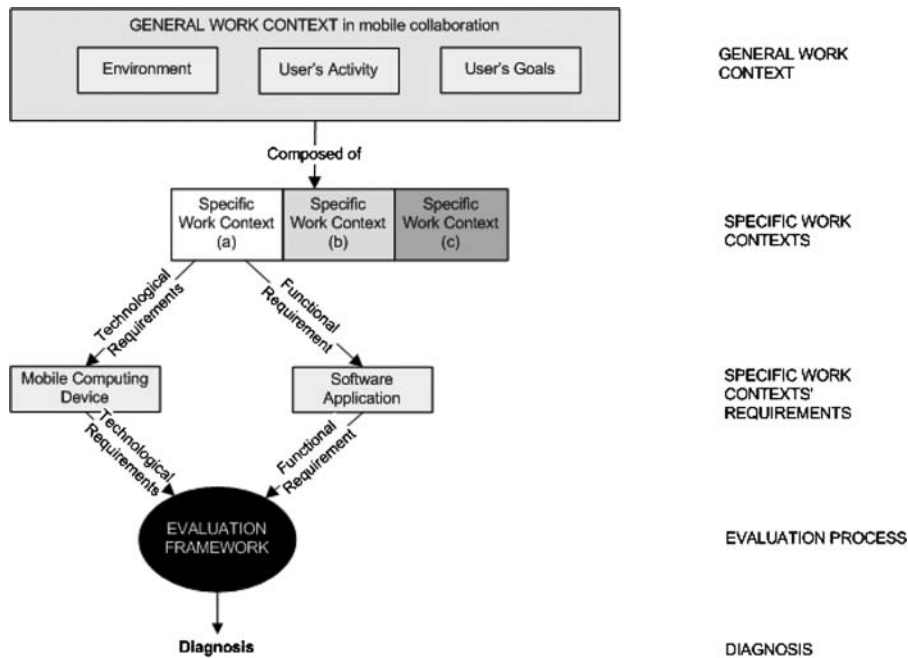 GENERAL WORK CONTEXT in mobile collaboration
Environment
User's Activity
User's Goals
GENERAL WORK
CONTEXT
Composed of
Specific
Work Context
(a)
Specific
Work Context
(b)
Specific
Work Context
(c)
SPECIFIC WORK
CONTEXTS
Technological
Requirements
Functional
Requirement
Mobile Computing
Device
Software
Application
SPECIFIC WORK
CONTEXTS'
REQUIREMENTS
Technological
Requirements
Functional
Requirement
EVALUATION
FRAMEWORK
EVALUATION PROCESS
Diagnosis
DIAGNOSIS